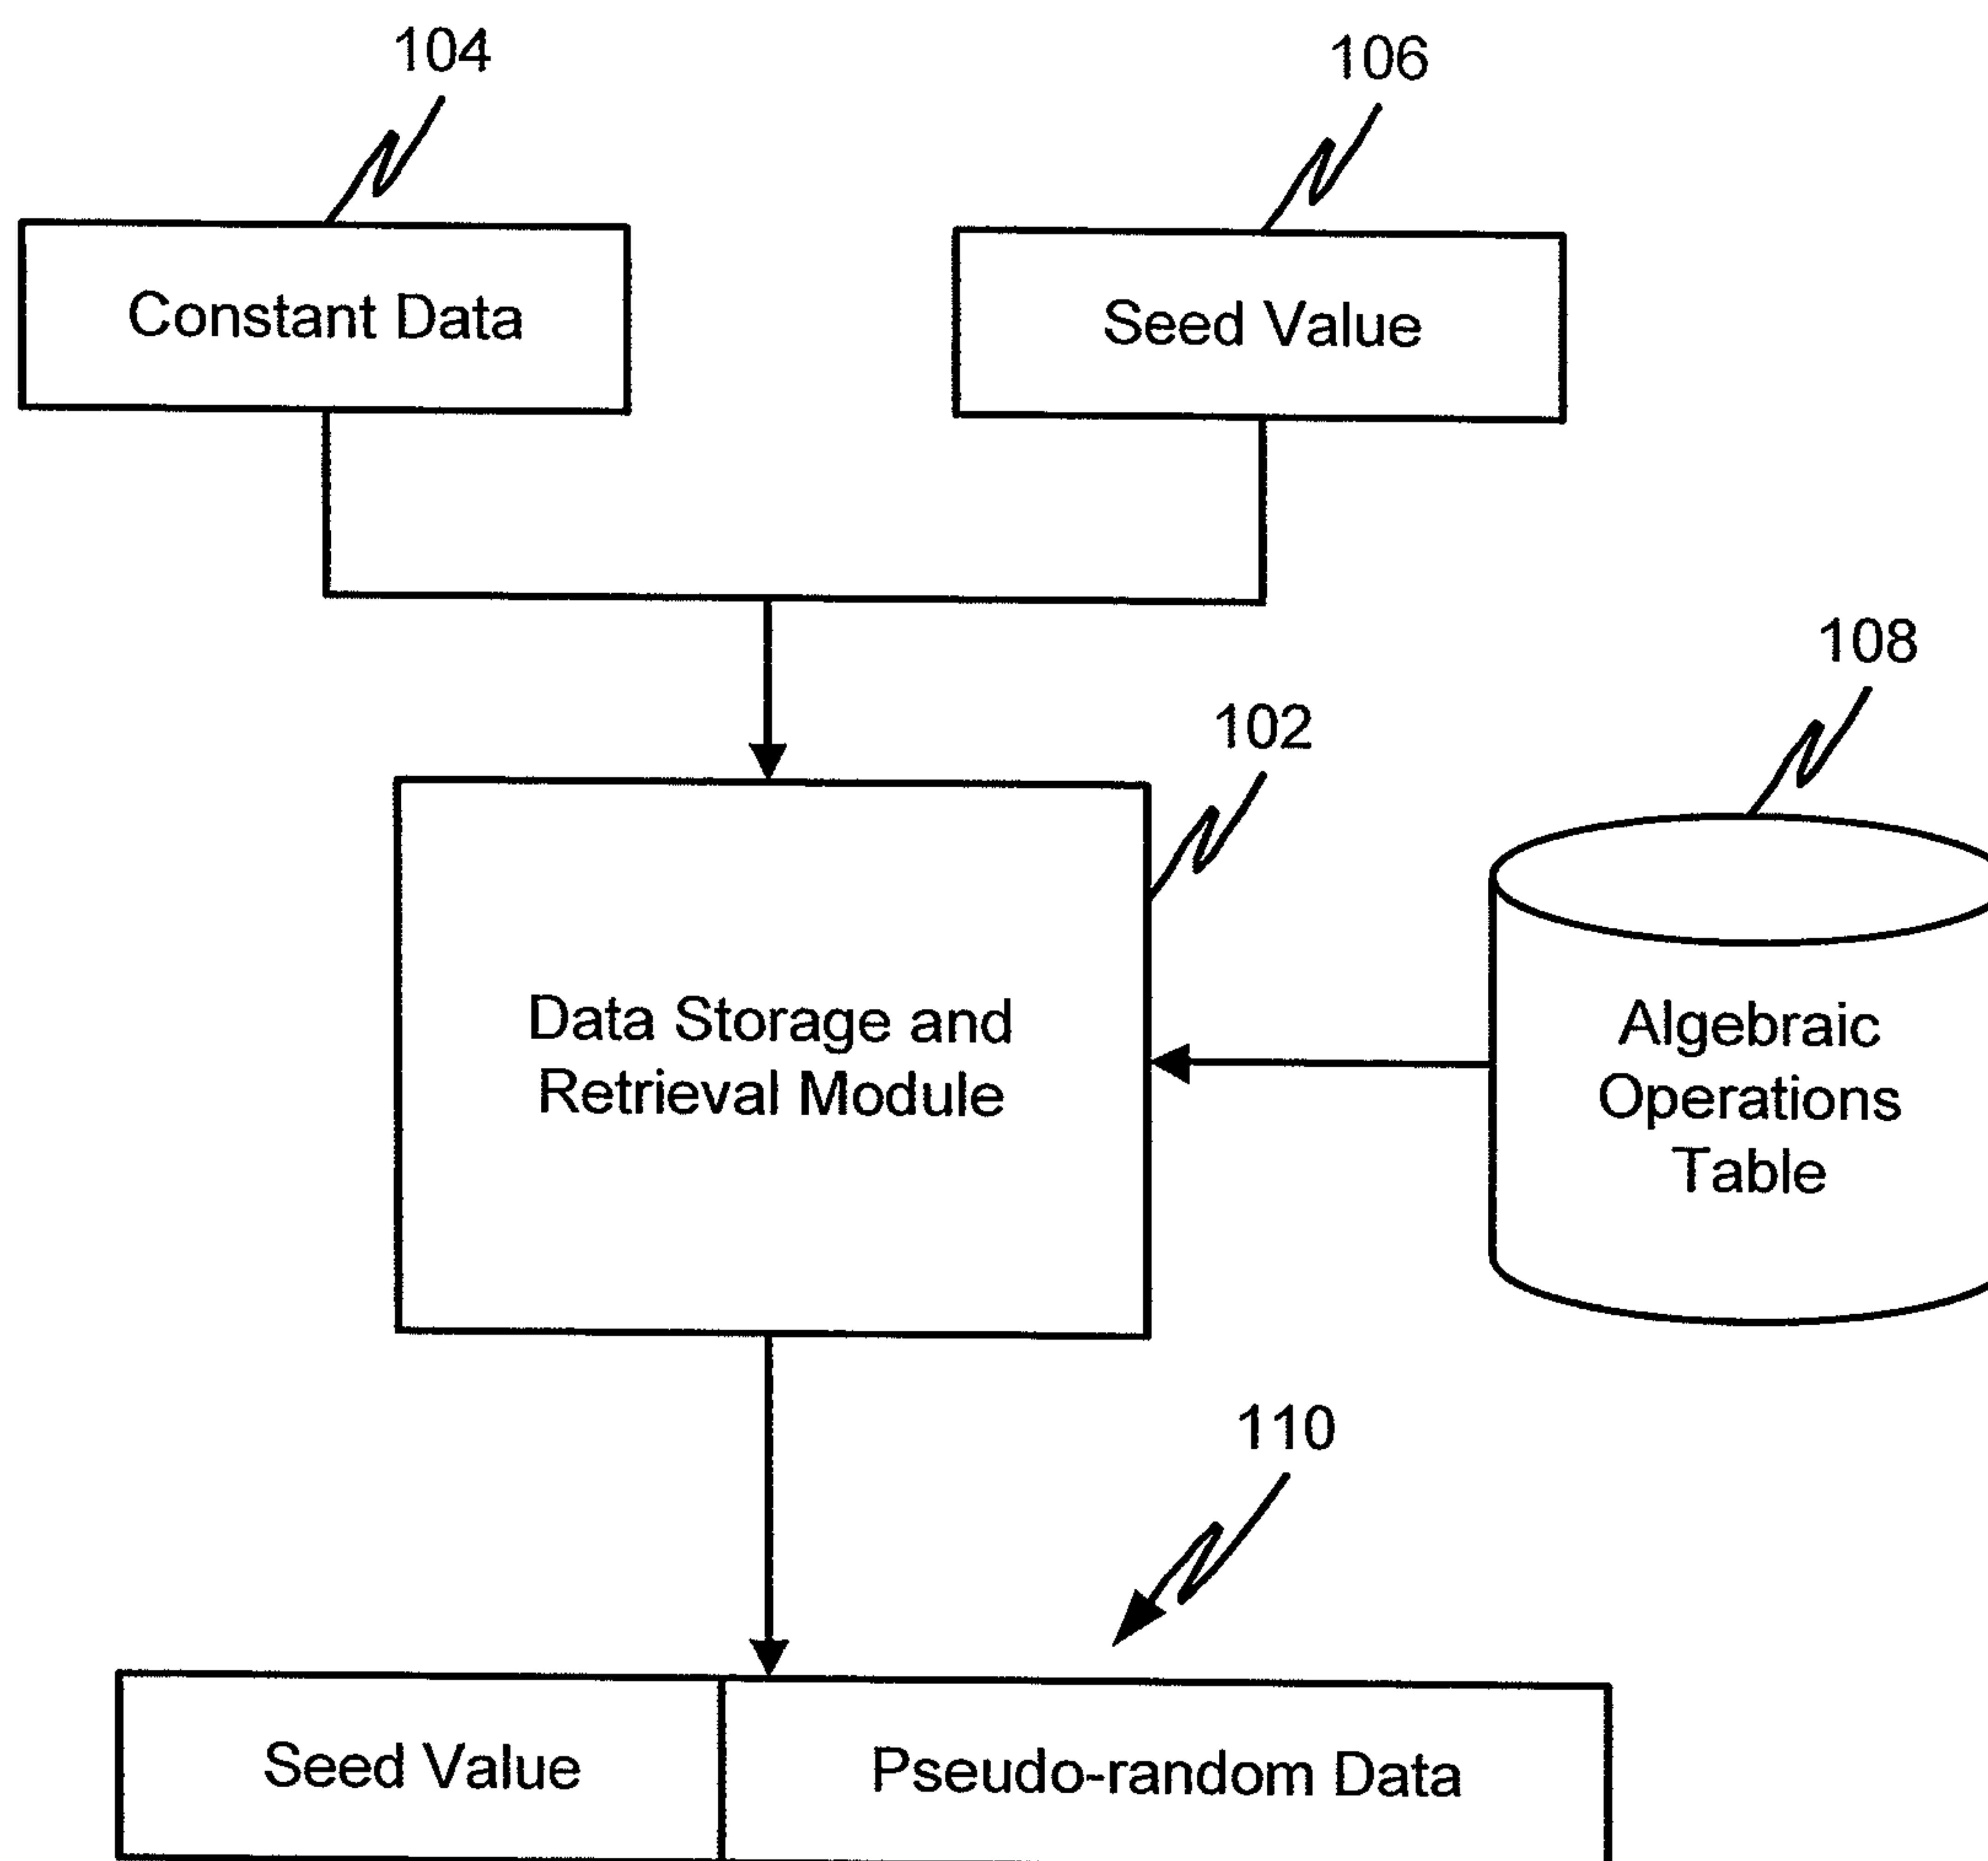 104
106
Constant Data
Seed Value
108
102
Data Storage and
Retrieval Module
Algebraic
Operations
Table
110
Seed Value
Pseudo-random Data